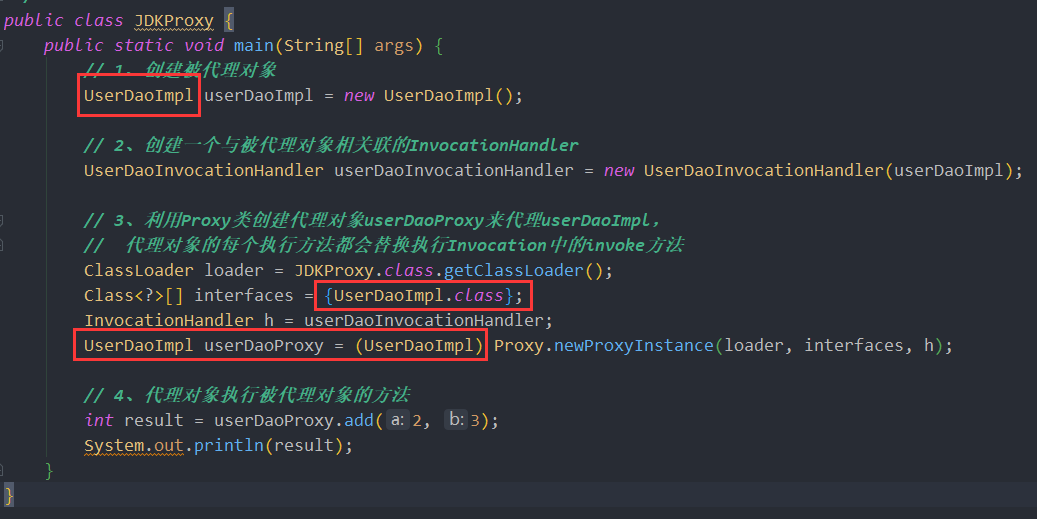 public class JDKProxy {
public static void main(String[] args) {
// 1、创建被代理对象
UserDaoImpl userDaoImpl = new UserDaoImpl();
// 2、创建一个与被代理对象相关联的InvocationHandler
UserDaoInvocationHandler userDaoInvocationHandler = new UserDaoInvocationHandler(userDaoImpl);
// 3、利用Proxy类创建代理对象userDaoProxy来代理userDaoImpl，
// 代理对象的每个执行方法都会替换执行Invocation中的invoke方法
ClassLoader loader = JDKProxy.class.getClassLoader();
Class<?>[] interfaces = {UserDaoImpl.class};
InvocationHandler h = userDaoInvocationHandler;
UserDaoImpl userDaoProxy = (UserDaoImpl) Proxy.newProxyInstance(loader, interfaces, h);
// 4、代理对象执行被代理对象的方法
int result = userDaoProxy.add( a: 2, b: 3);
System.out.println(result);
}
}